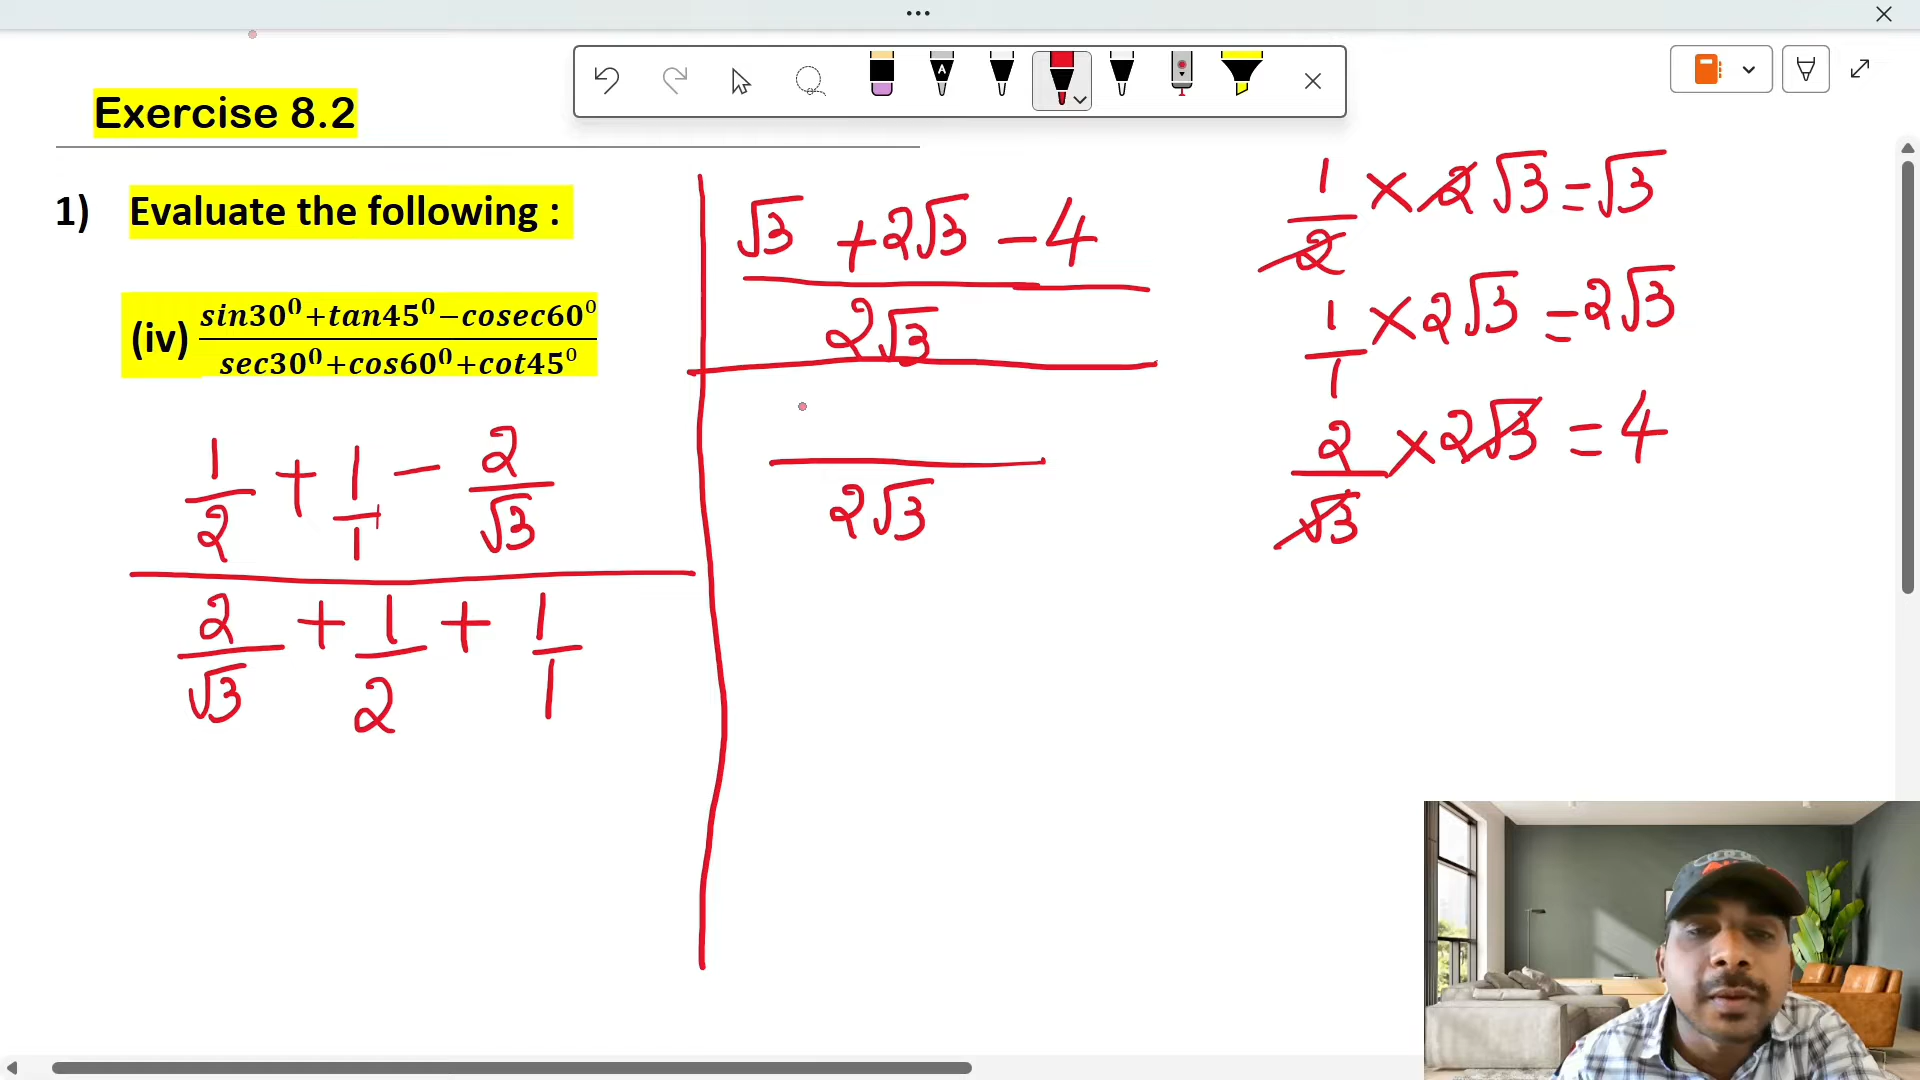 Exercise 8.2
1) Evaluate the following :
(iv) sin30⁰+tan45⁰−cosec60⁰
sec30⁰+cos60⁰+cot45⁰
1/2 + 1/1 − 2/√3
2/√3 + 1/2 + 1/1
√3 + 2√3 − 4
2√3
2√3
1/2 × 2√3 = √3
1/1 × 2√3 = 2√3
2/√3 × 2√3 = 4